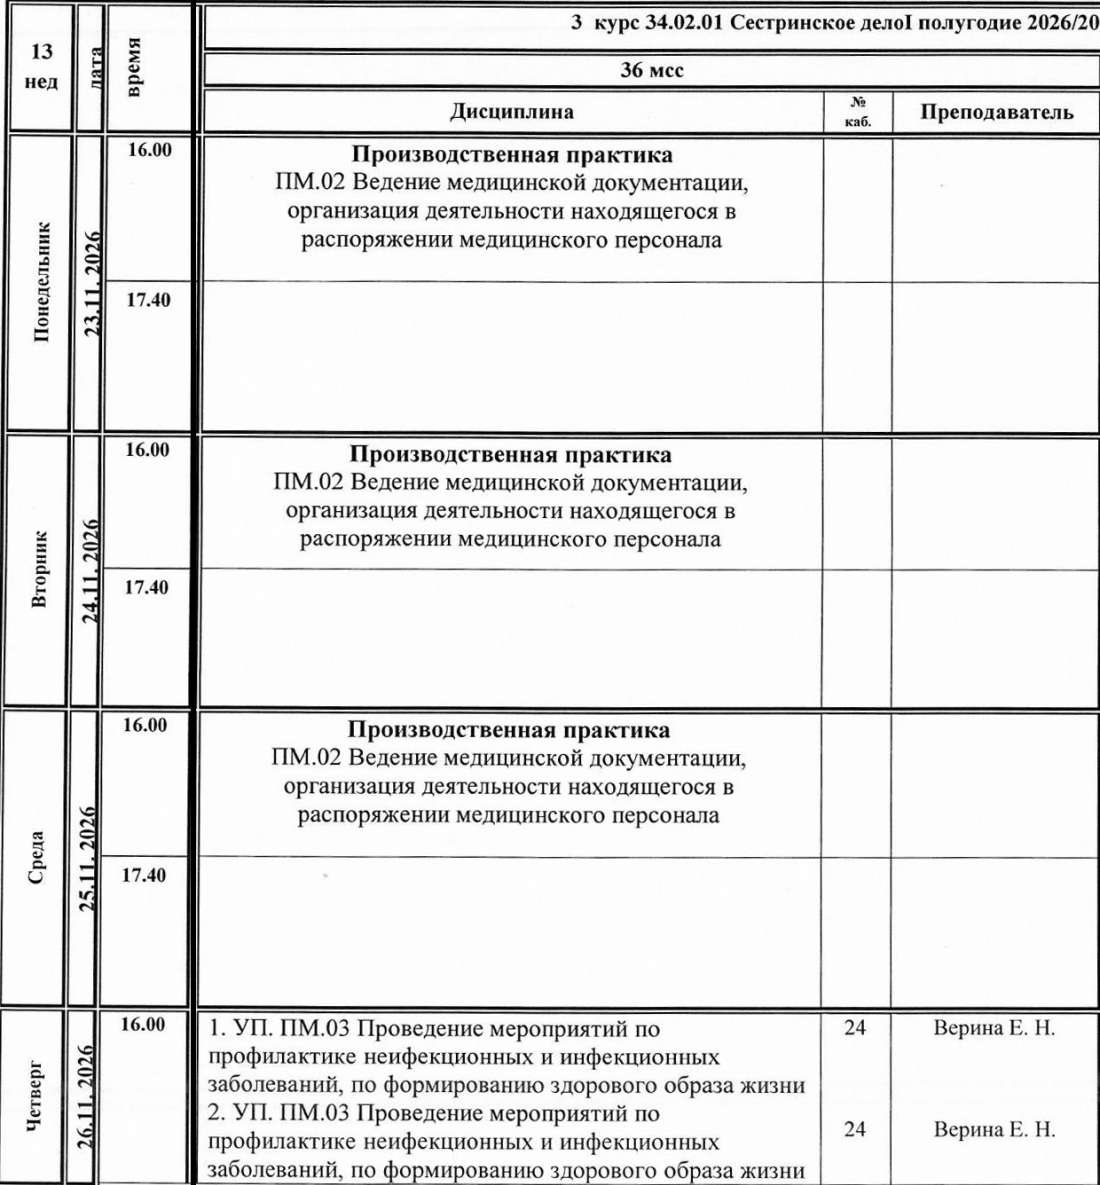 3 курс 34.02.01 Сестринское делоI полугодие 2026/20
13
нед
дата
время
36 мсс
Дисциплина
№
каб.
Преподаватель
Понедельник
23.11.2026
16.00
Производственная практика
ПМ.02 Ведение медицинской документации,
организация деятельности находящегося в
распоряжении медицинского персонала
17.40
Вторник
24.11.2026
16.00
Производственная практика
ПМ.02 Ведение медицинской документации,
организация деятельности находящегося в
распоряжении медицинского персонала
17.40
Среда
25.11.2026
16.00
Производственная практика
ПМ.02 Ведение медицинской документации,
организация деятельности находящегося в
распоряжении медицинского персонала
17.40
Четверг
26.11.2026
16.00
1. УП. ПМ.03 Проведение мероприятий по
профилактике неифекционных и инфекционных
заболеваний, по формированию здорового образа жизни
24
Верина Е. Н.
2. УП. ПМ.03 Проведение мероприятий по
профилактике неифекционных и инфекционных
заболеваний, по формированию здорового образа жизни
24
Верина Е. Н.